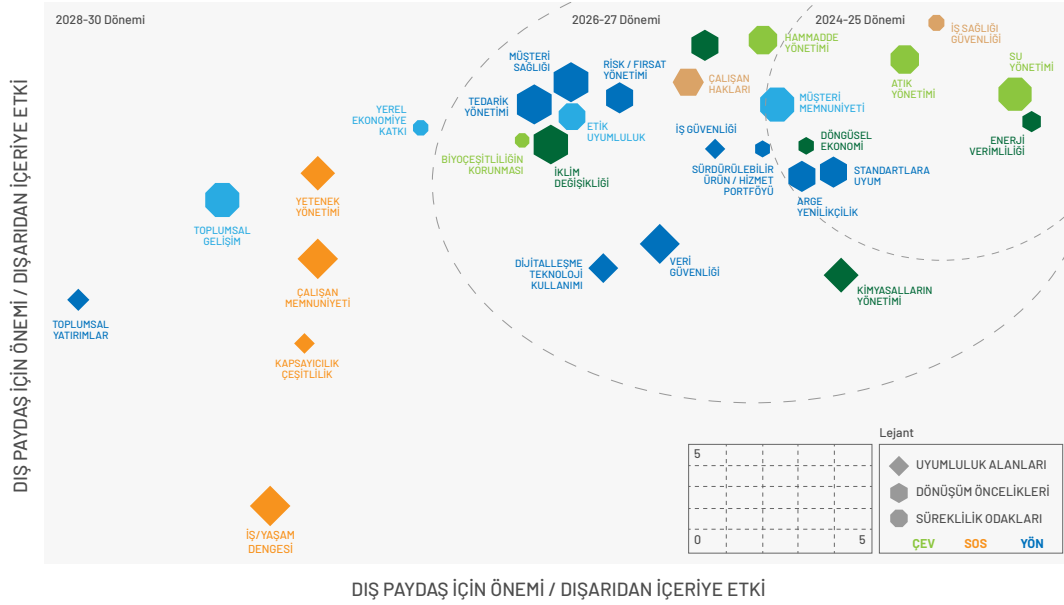 2028-30 Dönemi
2026-27 Dönemi
2024-25 Dönemi
İŞ SAĞLIĞI
GÜVENLİĞİ
HAMMADDE
YÖNETİMİ
SU
YÖNETİMİ
MÜŞTERİ
SAĞLIĞI
RİSK / FIRSAT
YÖNETİMİ
ÇALIŞAN
HAKLARI
ATIK
YÖNETİMİ
TEDARİK
YÖNETİMİ
MÜŞTERİ
MEMNUNİYETİ
YEREL
EKONOMİYE
KATKI
ETİK
UYUMLULUK
İŞ GÜVENLİĞİ
DÖNGÜSEL
EKONOMİ
ENERJİ
VERİMLİLİĞİ
BİYOÇEŞİTLİLİĞİN
KORUNMASI
İKLİM
DEĞİŞİKLİĞİ
SÜRDÜRÜLEBİLİR
ÜRÜN / HİZMET
PORTFÖYÜ
STANDARTLARA
UYUM
ARGE
YENİLİKÇİLİK
YETENEK
YÖNETİMİ
TOPLUMSAL
GELİŞİM
DİJİTALLEŞME
TEKNOLOJİ
KULLANIMI
VERİ
GÜVENLİĞİ
KİMYASALLARIN
YÖNETİMİ
ÇALIŞAN
MEMNUNİYETİ
TOPLUMSAL
YATIRIMLAR
KAPSAYICILIK
ÇEŞİTLİLİK
İŞ/YAŞAM
DENGESİ
Lejant
5
0
5
UYUMLULUK ALANLARI
DÖNÜŞÜM ÖNCELİKLERİ
SÜREKLİLİK ODAKLARI
ÇEV SOS YÖN
DIŞ PAYDAŞ İÇİN ÖNEMİ / DIŞARIDAN İÇERİYE ETKİ
DIŞ PAYDAŞ İÇİN ÖNEMİ / DIŞARIDAN İÇERİYE ETKİ